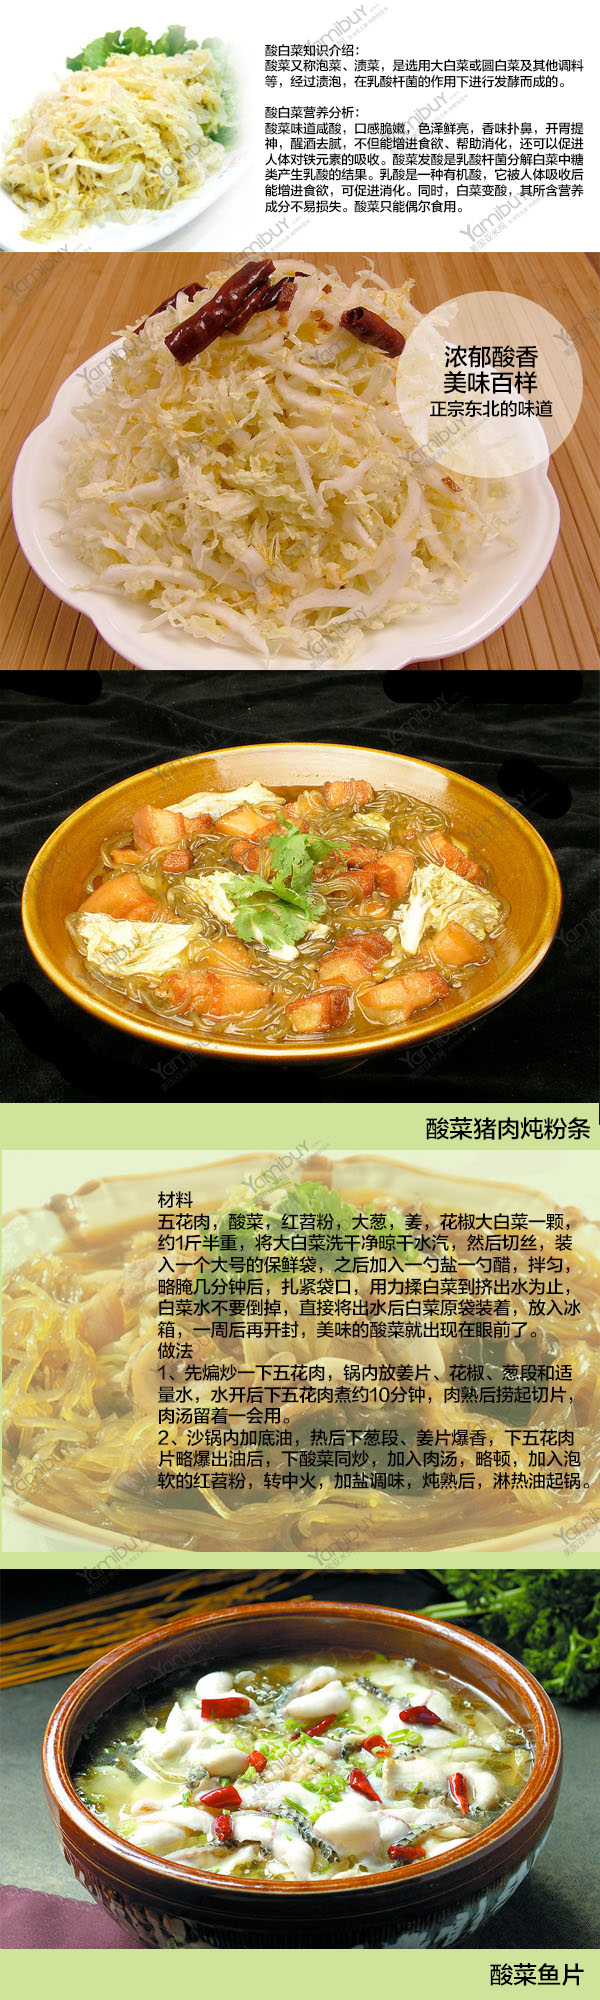 酸白菜知识介绍：
酸菜又称泡菜、渍菜，是选用大白菜或圆白菜及其他调料
等，经过渍泡，在乳酸杆菌的作用下进行发酵而成的。
酸白菜营养分析：
酸菜味道咸酸，口感脆嫩，色泽鲜亮，香味扑鼻，开胃提
神，醒酒去腻，不但能增进食欲、帮助消化，还可以促进
人体对铁元素的吸收。酸菜发酸是乳酸杆菌分解白菜中糖
类产生乳酸的结果。乳酸是一种有机酸，它被人体吸收后
能增进食欲，可促进消化。同时，白菜变酸，其所含营养
成分不易损失。酸菜只能偶尔食用。
浓郁酸香
美味百样
正宗东北的味道
酸菜猪肉炖粉条
材料
五花肉，酸菜，红苕粉，大葱，姜，花椒大白菜一颗，
约1斤半重，将大白菜洗干净晾干水汽，然后切丝，装
入一个大号的保鲜袋，之后加入一勺盐一勺醋，拌匀，
略腌几分钟后，扎紧袋口，用力揉白菜到挤出水为止，
白菜水不要倒掉，直接将出水后白菜原袋装着，放入冰
箱，一周后再开封，美味的酸菜就出现在眼前了。
做法
1、先煸炒一下五花肉，锅内放姜片、花椒、葱段和适
量水，水开后下五花肉煮约10分钟，肉熟后捞起切片，
肉汤留着一会用。
2、沙锅内加底油，热后下葱段、姜片爆香，下五花肉
片略爆出油后，下酸菜同炒，加入肉汤，略顿，加入泡
软的红苕粉，转中火，加盐调味，炖熟后，淋热油起锅。
酸菜鱼片
Yamibuy